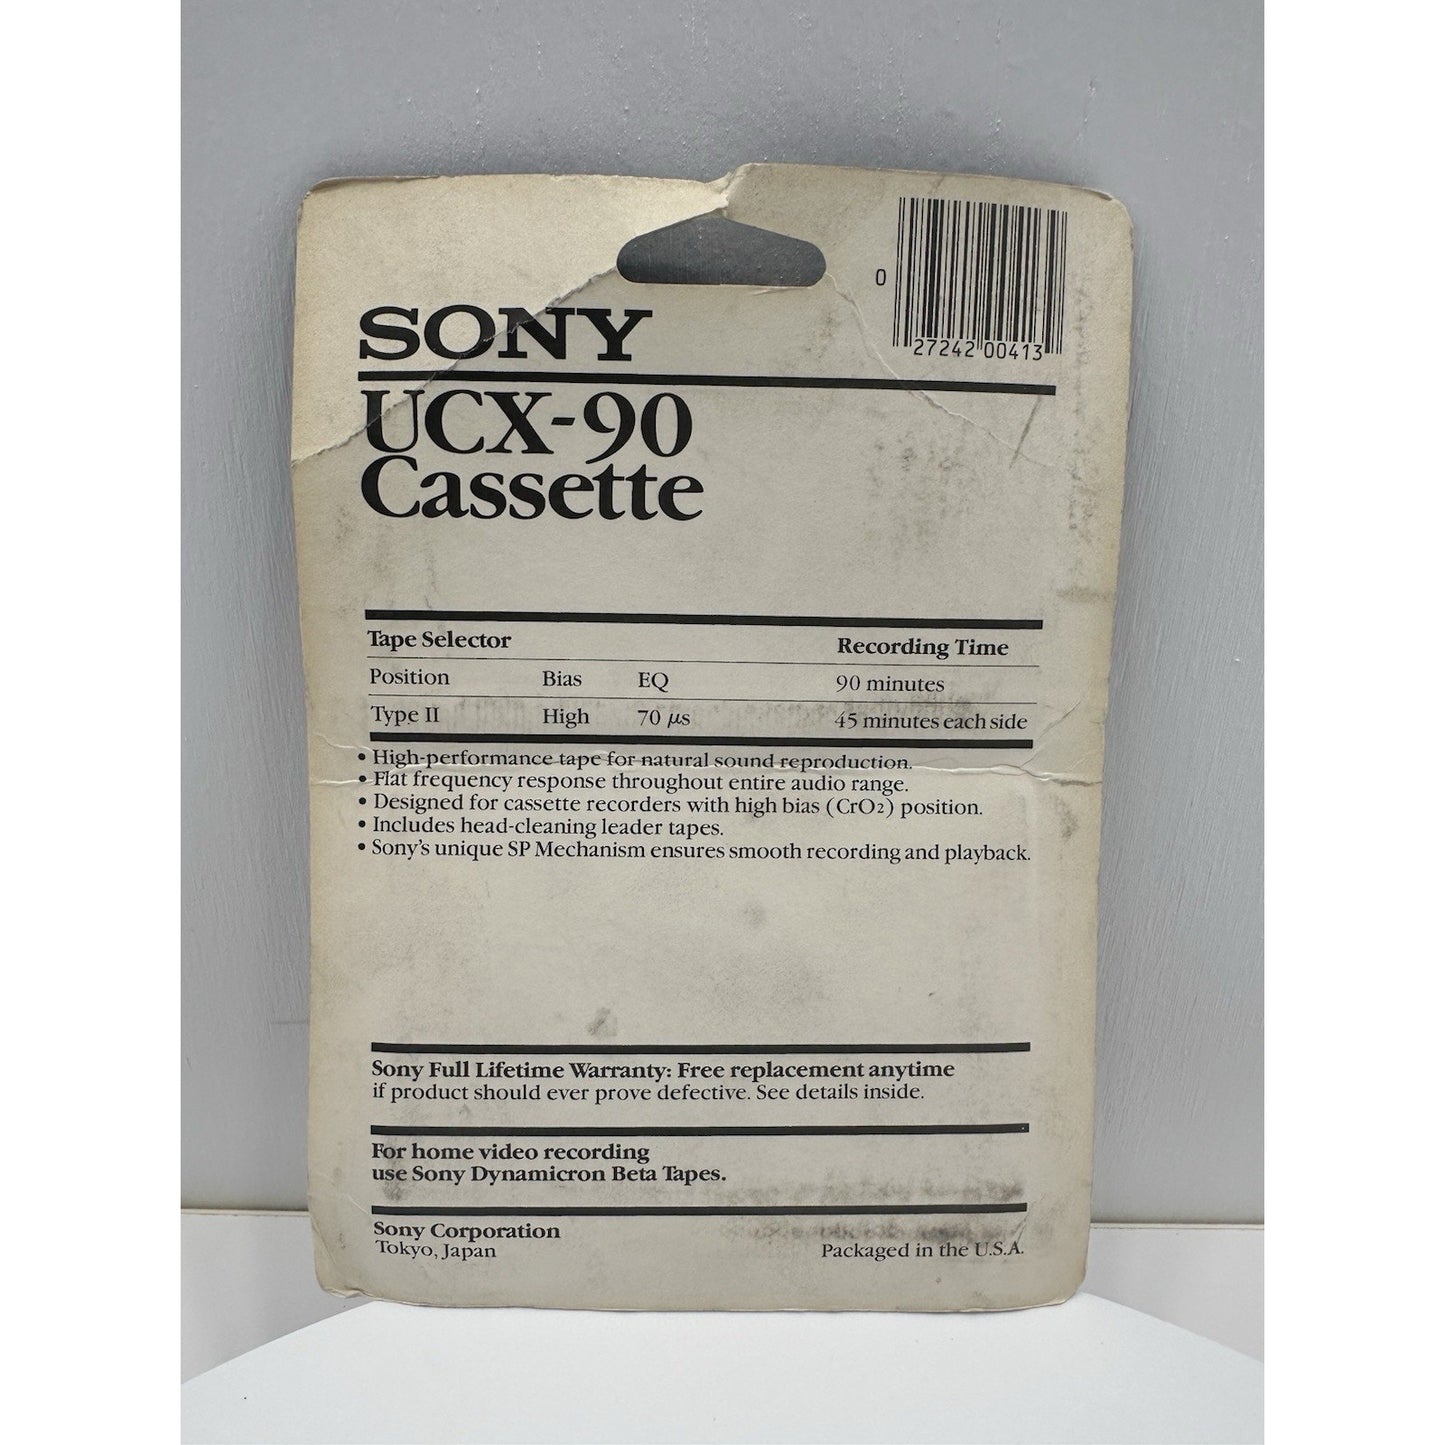 0
27242 00413
SONY
UCX-90
Cassette
Tape Selector Recording Time
Position Bias EQ 90 minutes
Type II High 70 μs 45 minutes each side
• High-performance tape for natural sound reproduction.
• Flat frequency response throughout entire audio range.
• Designed for cassette recorders with high bias (CrO2) position.
• Includes head-cleaning leader tapes.
• Sony's unique SP Mechanism ensures smooth recording and playback.
Sony Full Lifetime Warranty: Free replacement anytime
if product should ever prove defective. See details inside.
For home video recording
use Sony Dynamicron Beta Tapes.
Sony Corporation
Tokyo, Japan Packaged in the U.S.A.